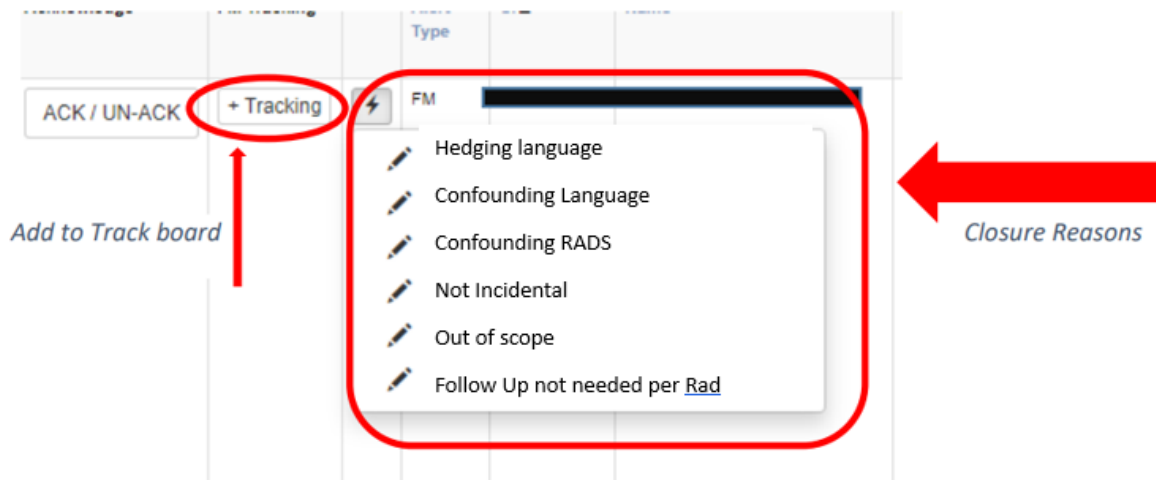 Type
ACK / UN-ACK
+ Tracking
FM
Hedging language
Confounding Language
Confounding RADS
Not Incidental
Out of scope
Follow Up not needed per Rad
Add to Track board
Closure Reasons